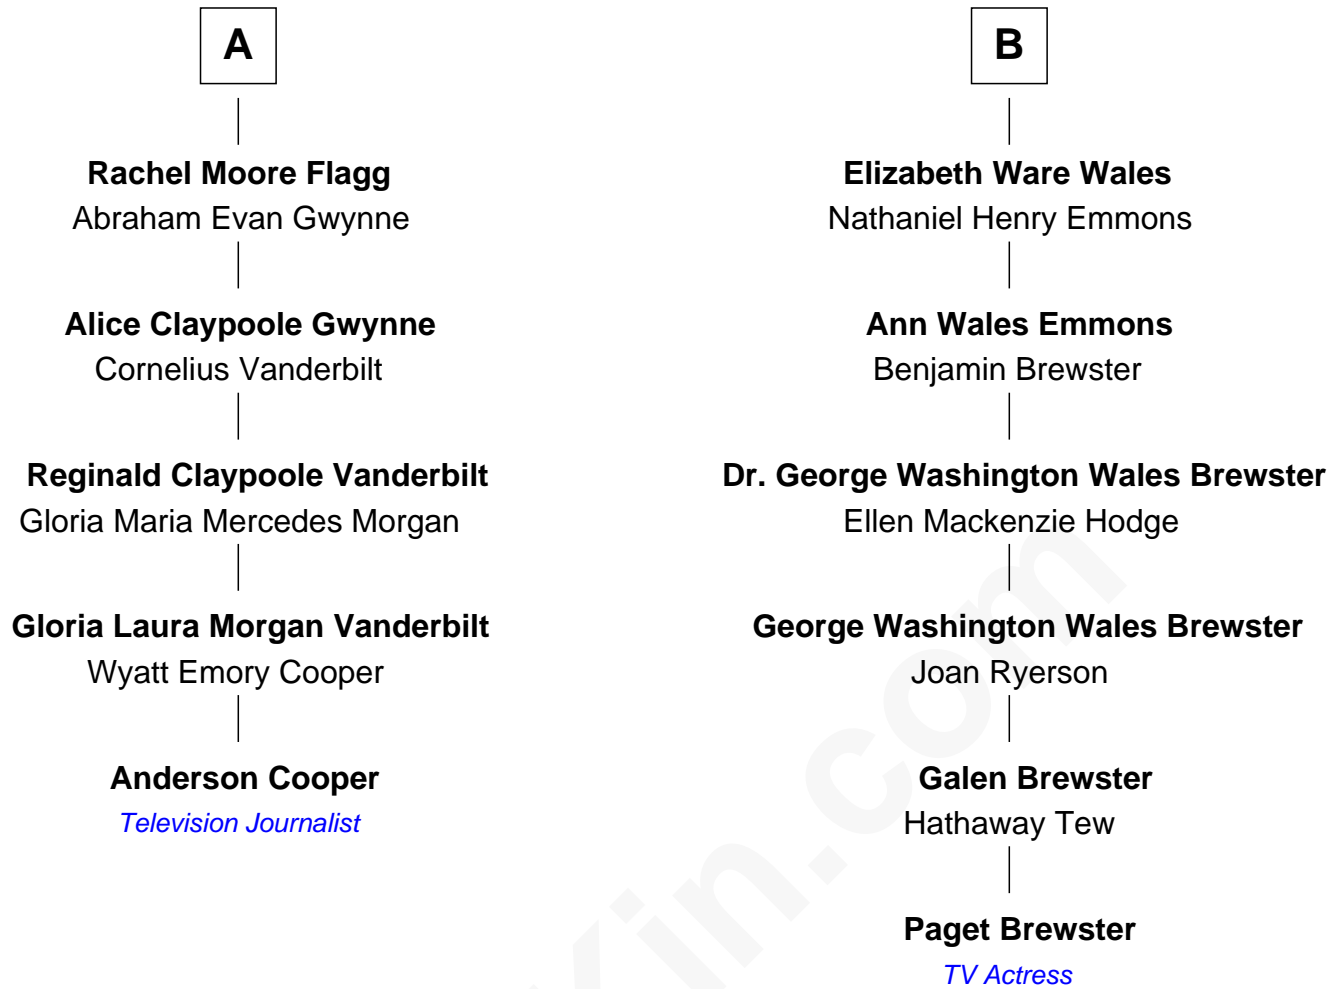 A
Rachel Moore Flagg
Abraham Evan Gwynne
Alice Claypoole Gwynne
Cornelius Vanderbilt
Reginald Claypoole Vanderbilt
Gloria Maria Mercedes Morgan
Gloria Laura Morgan Vanderbilt
Wyatt Emory Cooper
Anderson Cooper
Television Journalist
B
Elizabeth Ware Wales
Nathaniel Henry Emmons
Ann Wales Emmons
Benjamin Brewster
Dr. George Washington Wales Brewster
Ellen Mackenzie Hodge
George Washington Wales Brewster
Joan Ryerson
Galen Brewster
Hathaway Tew
Paget Brewster
TV Actress
Kin.com